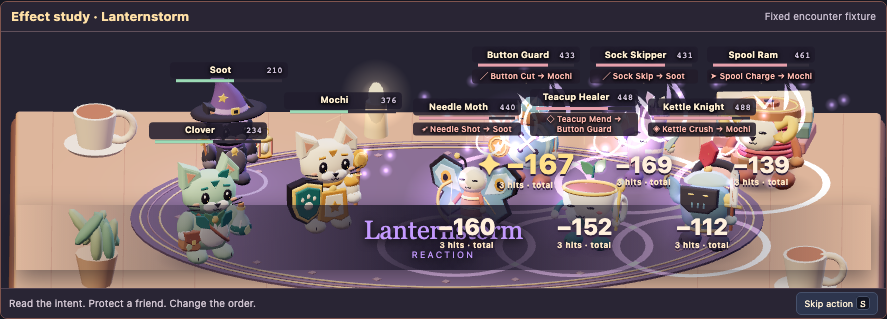 Effect study · Lanternstorm
Fixed encounter fixture
Button Guard 433
Button Cut → Mochi
Sock Skipper 431
Sock Skip → Soot
Spool Ram 461
Spool Charge → Mochi
Soot 210
Mochi 376
Needle Moth 440
Needle Shot → Soot
Teacup Healer 448
Teacup Mend →
Button Guard
Kettle Knight 488
Kettle Crush → Mochi
Clover 234
−167
3 hits · total
−169
3 hits · total
−139
3 hits · total
Lanternstorm
REACTION
−160
3 hits · total
−152
3 hits · total
−112
3 hits · total
Read the intent. Protect a friend. Change the order.
Skip action S